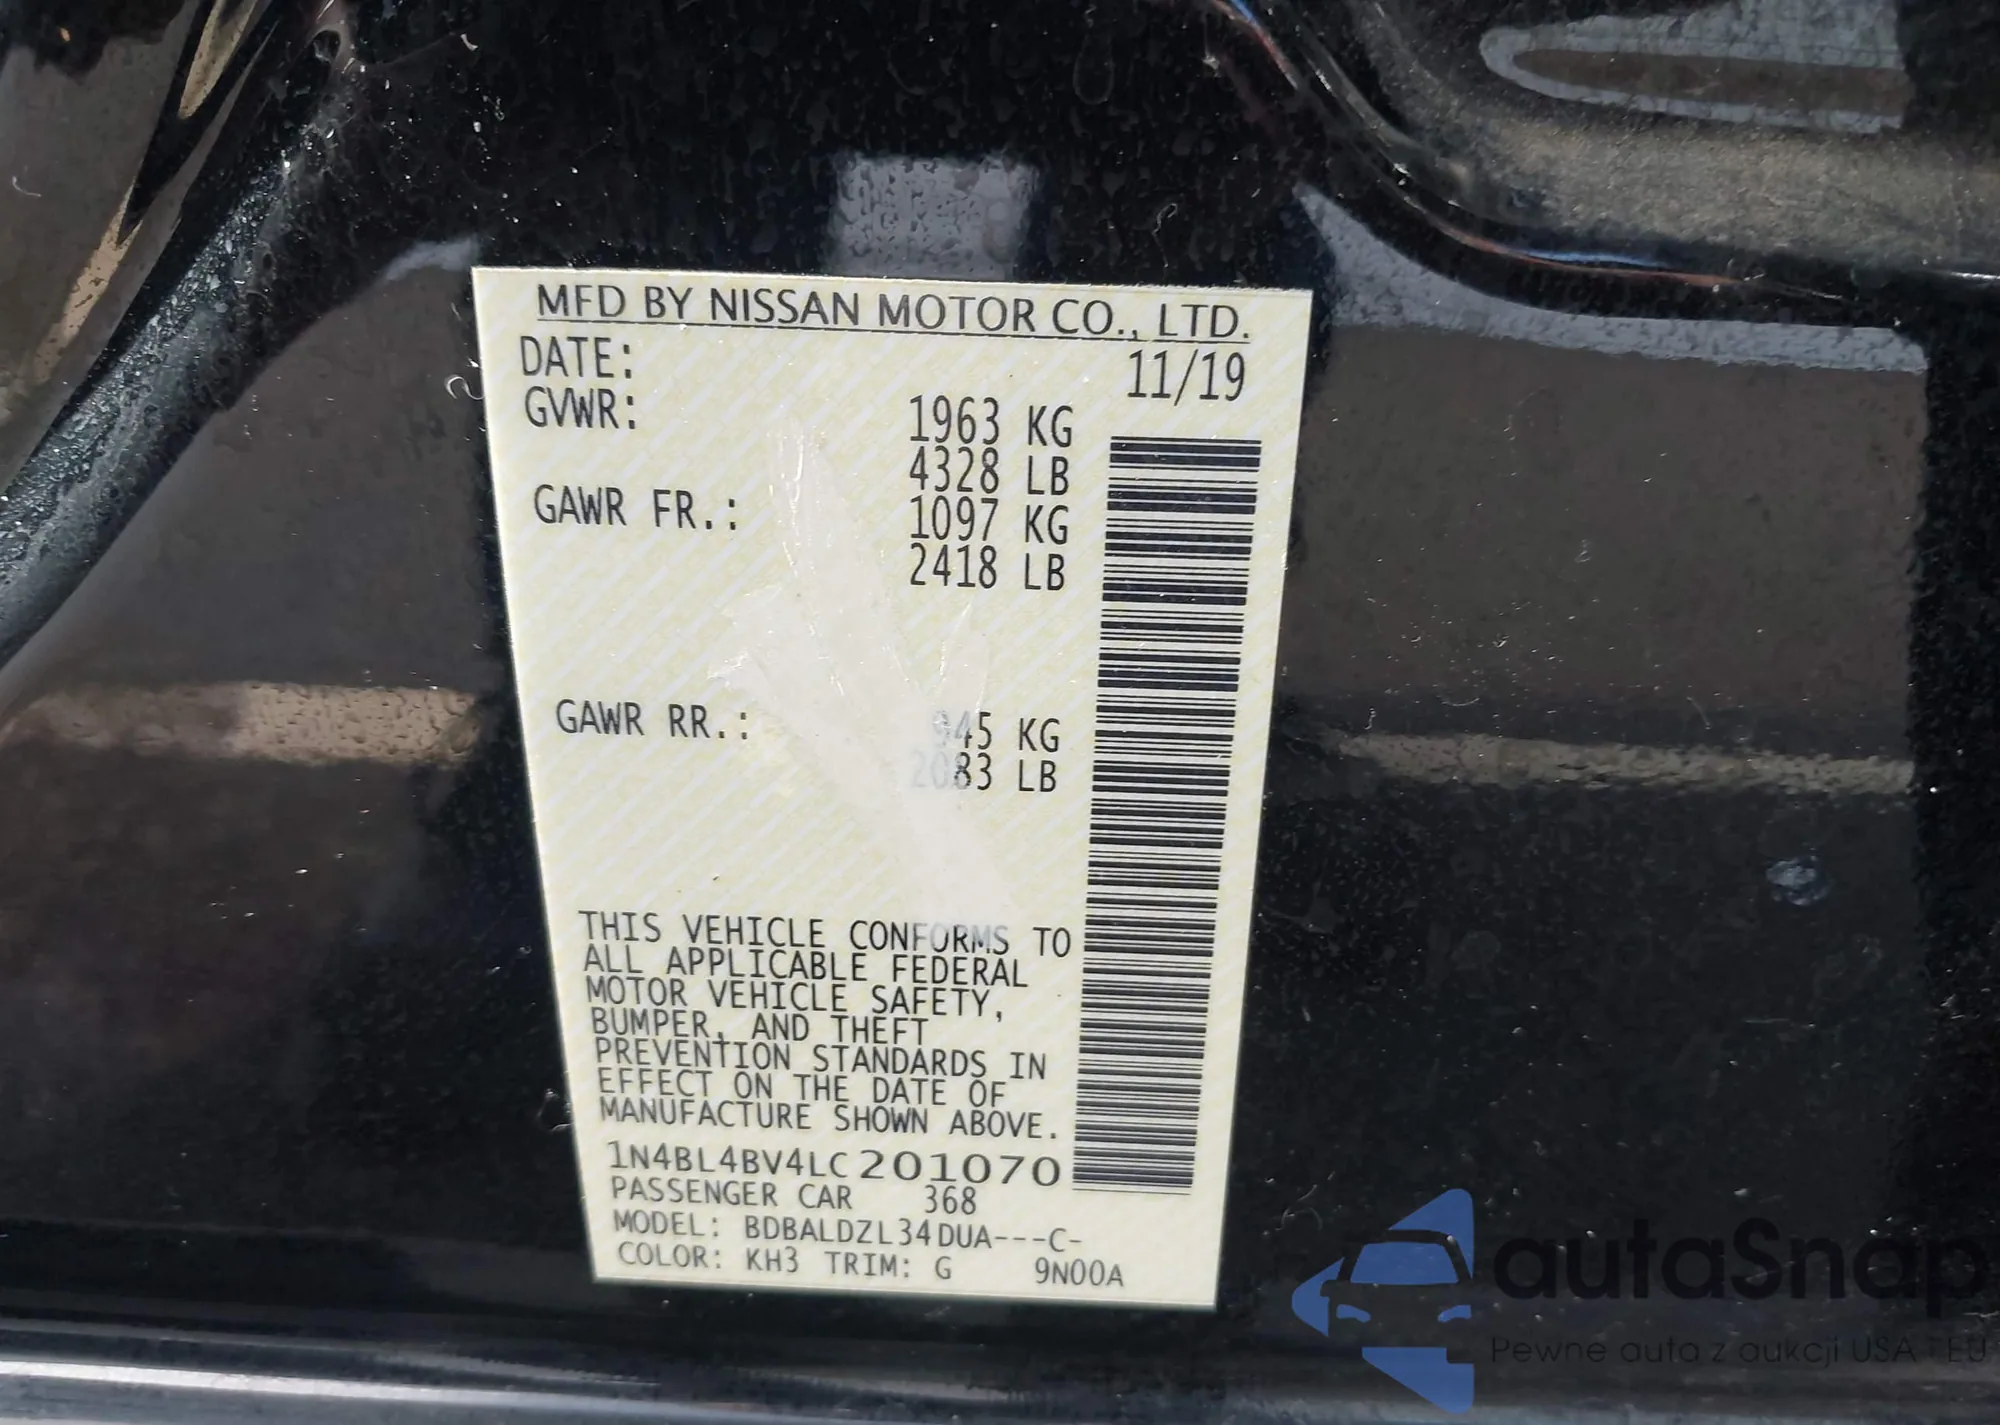 MFD BY NISSAN MOTOR CO., LTD.
DATE: 11/19
GVWR: 1963 KG
4328 LB
GAWR FR.: 1097 KG
2418 LB
GAWR RR.: 945 KG
2083 LB
THIS VEHICLE CONFORMS TO
ALL APPLICABLE FEDERAL
MOTOR VEHICLE SAFETY,
BUMPER, AND THEFT
PREVENTION STANDARDS IN
EFFECT ON THE DATE OF
MANUFACTURE SHOWN ABOVE.
1N4BL4BV4LC201070
PASSENGER CAR 368
MODEL: BDBALDZL34DUA---C-
COLOR: KH3 TRIM: G 9N00A
autaSnap
Pewne auta z aukcji USA i EU